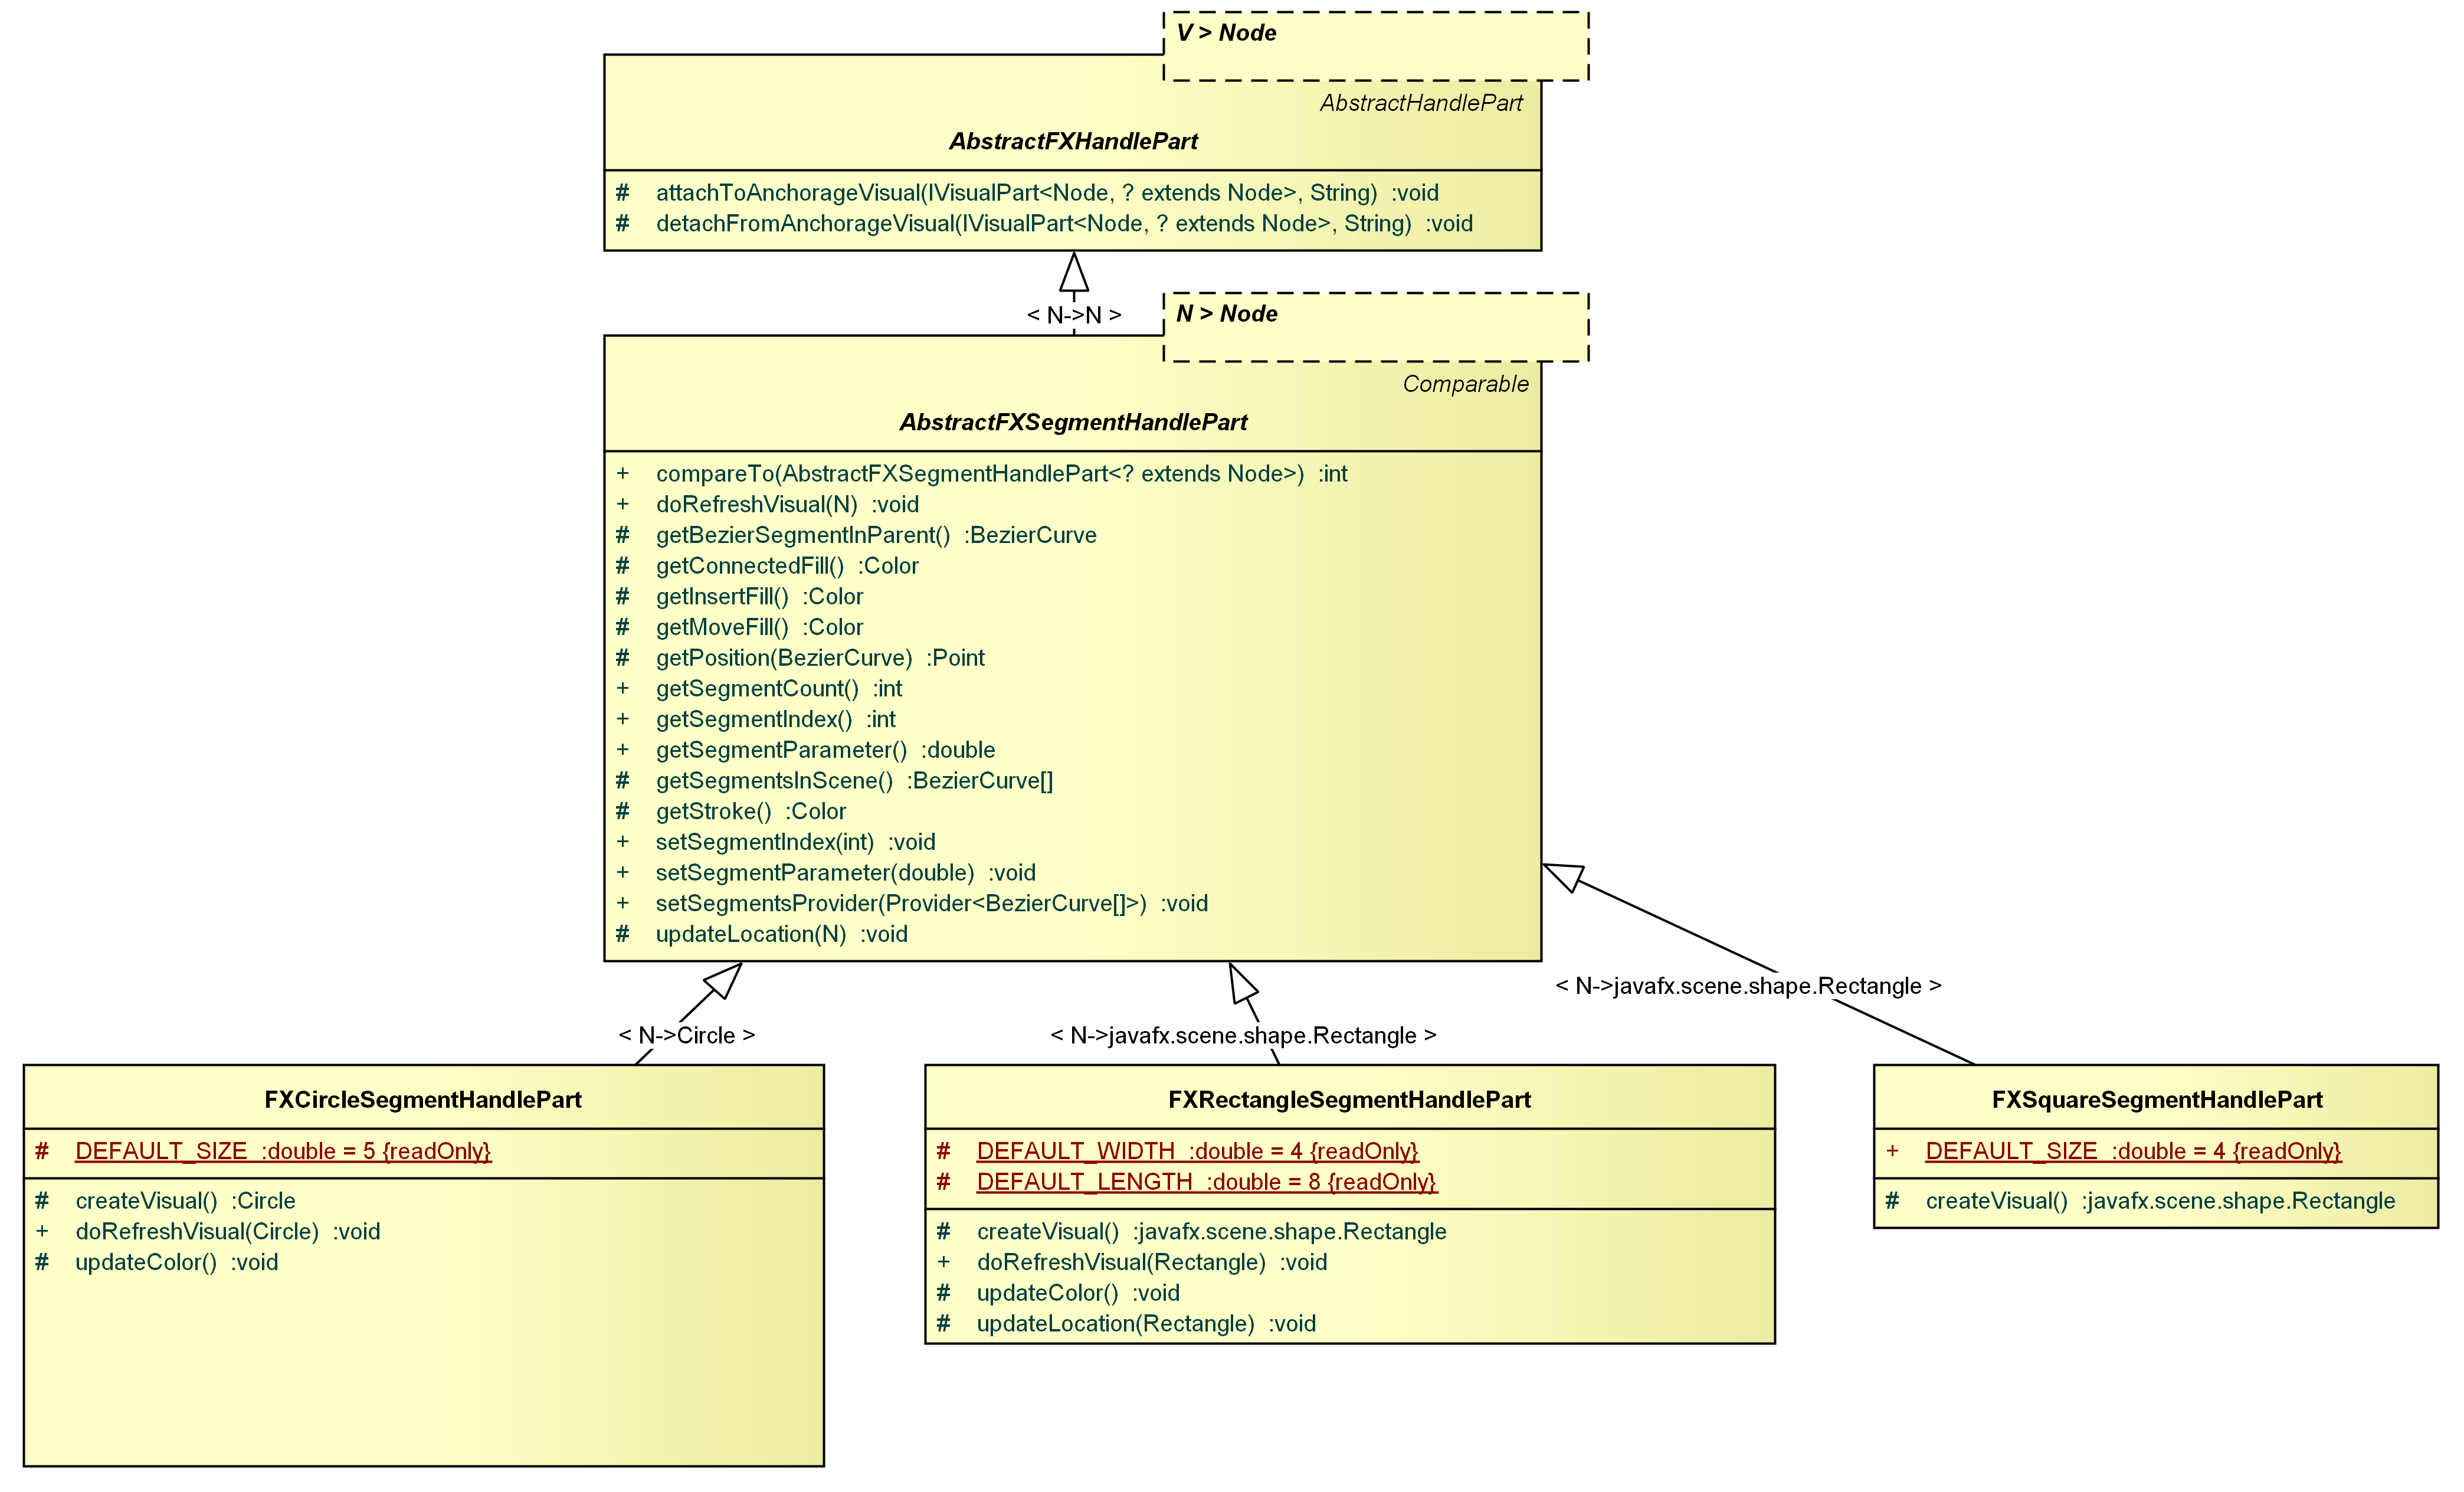 V > Node
AbstractHandlePart
AbstractFXHandlePart
# attachToAnchorageVisual(IVisualPart<Node, ? extends Node>, String) :void
# detachFromAnchorageVisual(IVisualPart<Node, ? extends Node>, String) :void
< N->N >
N > Node
Comparable
AbstractFXSegmentHandlePart
+ compareTo(AbstractFXSegmentHandlePart<? extends Node>) :int
+ doRefreshVisual(N) :void
# getBezierSegmentInParent() :BezierCurve
# getConnectedFill() :Color
# getInsertFill() :Color
# getMoveFill() :Color
# getPosition(BezierCurve) :Point
+ getSegmentCount() :int
+ getSegmentIndex() :int
+ getSegmentParameter() :double
# getSegmentsInScene() :BezierCurve[]
# getStroke() :Color
+ setSegmentIndex(int) :void
+ setSegmentParameter(double) :void
+ setSegmentsProvider(Provider<BezierCurve[]>) :void
# updateLocation(N) :void
< N->Circle >
< N->javafx.scene.shape.Rectangle >
< N->javafx.scene.shape.Rectangle >
FXCircleSegmentHandlePart
# DEFAULT_SIZE :double = 5 {readOnly}
# createVisual() :Circle
+ doRefreshVisual(Circle) :void
# updateColor() :void
FXRectangleSegmentHandlePart
# DEFAULT_WIDTH :double = 4 {readOnly}
# DEFAULT_LENGTH :double = 8 {readOnly}
# createVisual() :javafx.scene.shape.Rectangle
+ doRefreshVisual(Rectangle) :void
# updateColor() :void
# updateLocation(Rectangle) :void
FXSquareSegmentHandlePart
+ DEFAULT_SIZE :double = 4 {readOnly}
# createVisual() :javafx.scene.shape.Rectangle